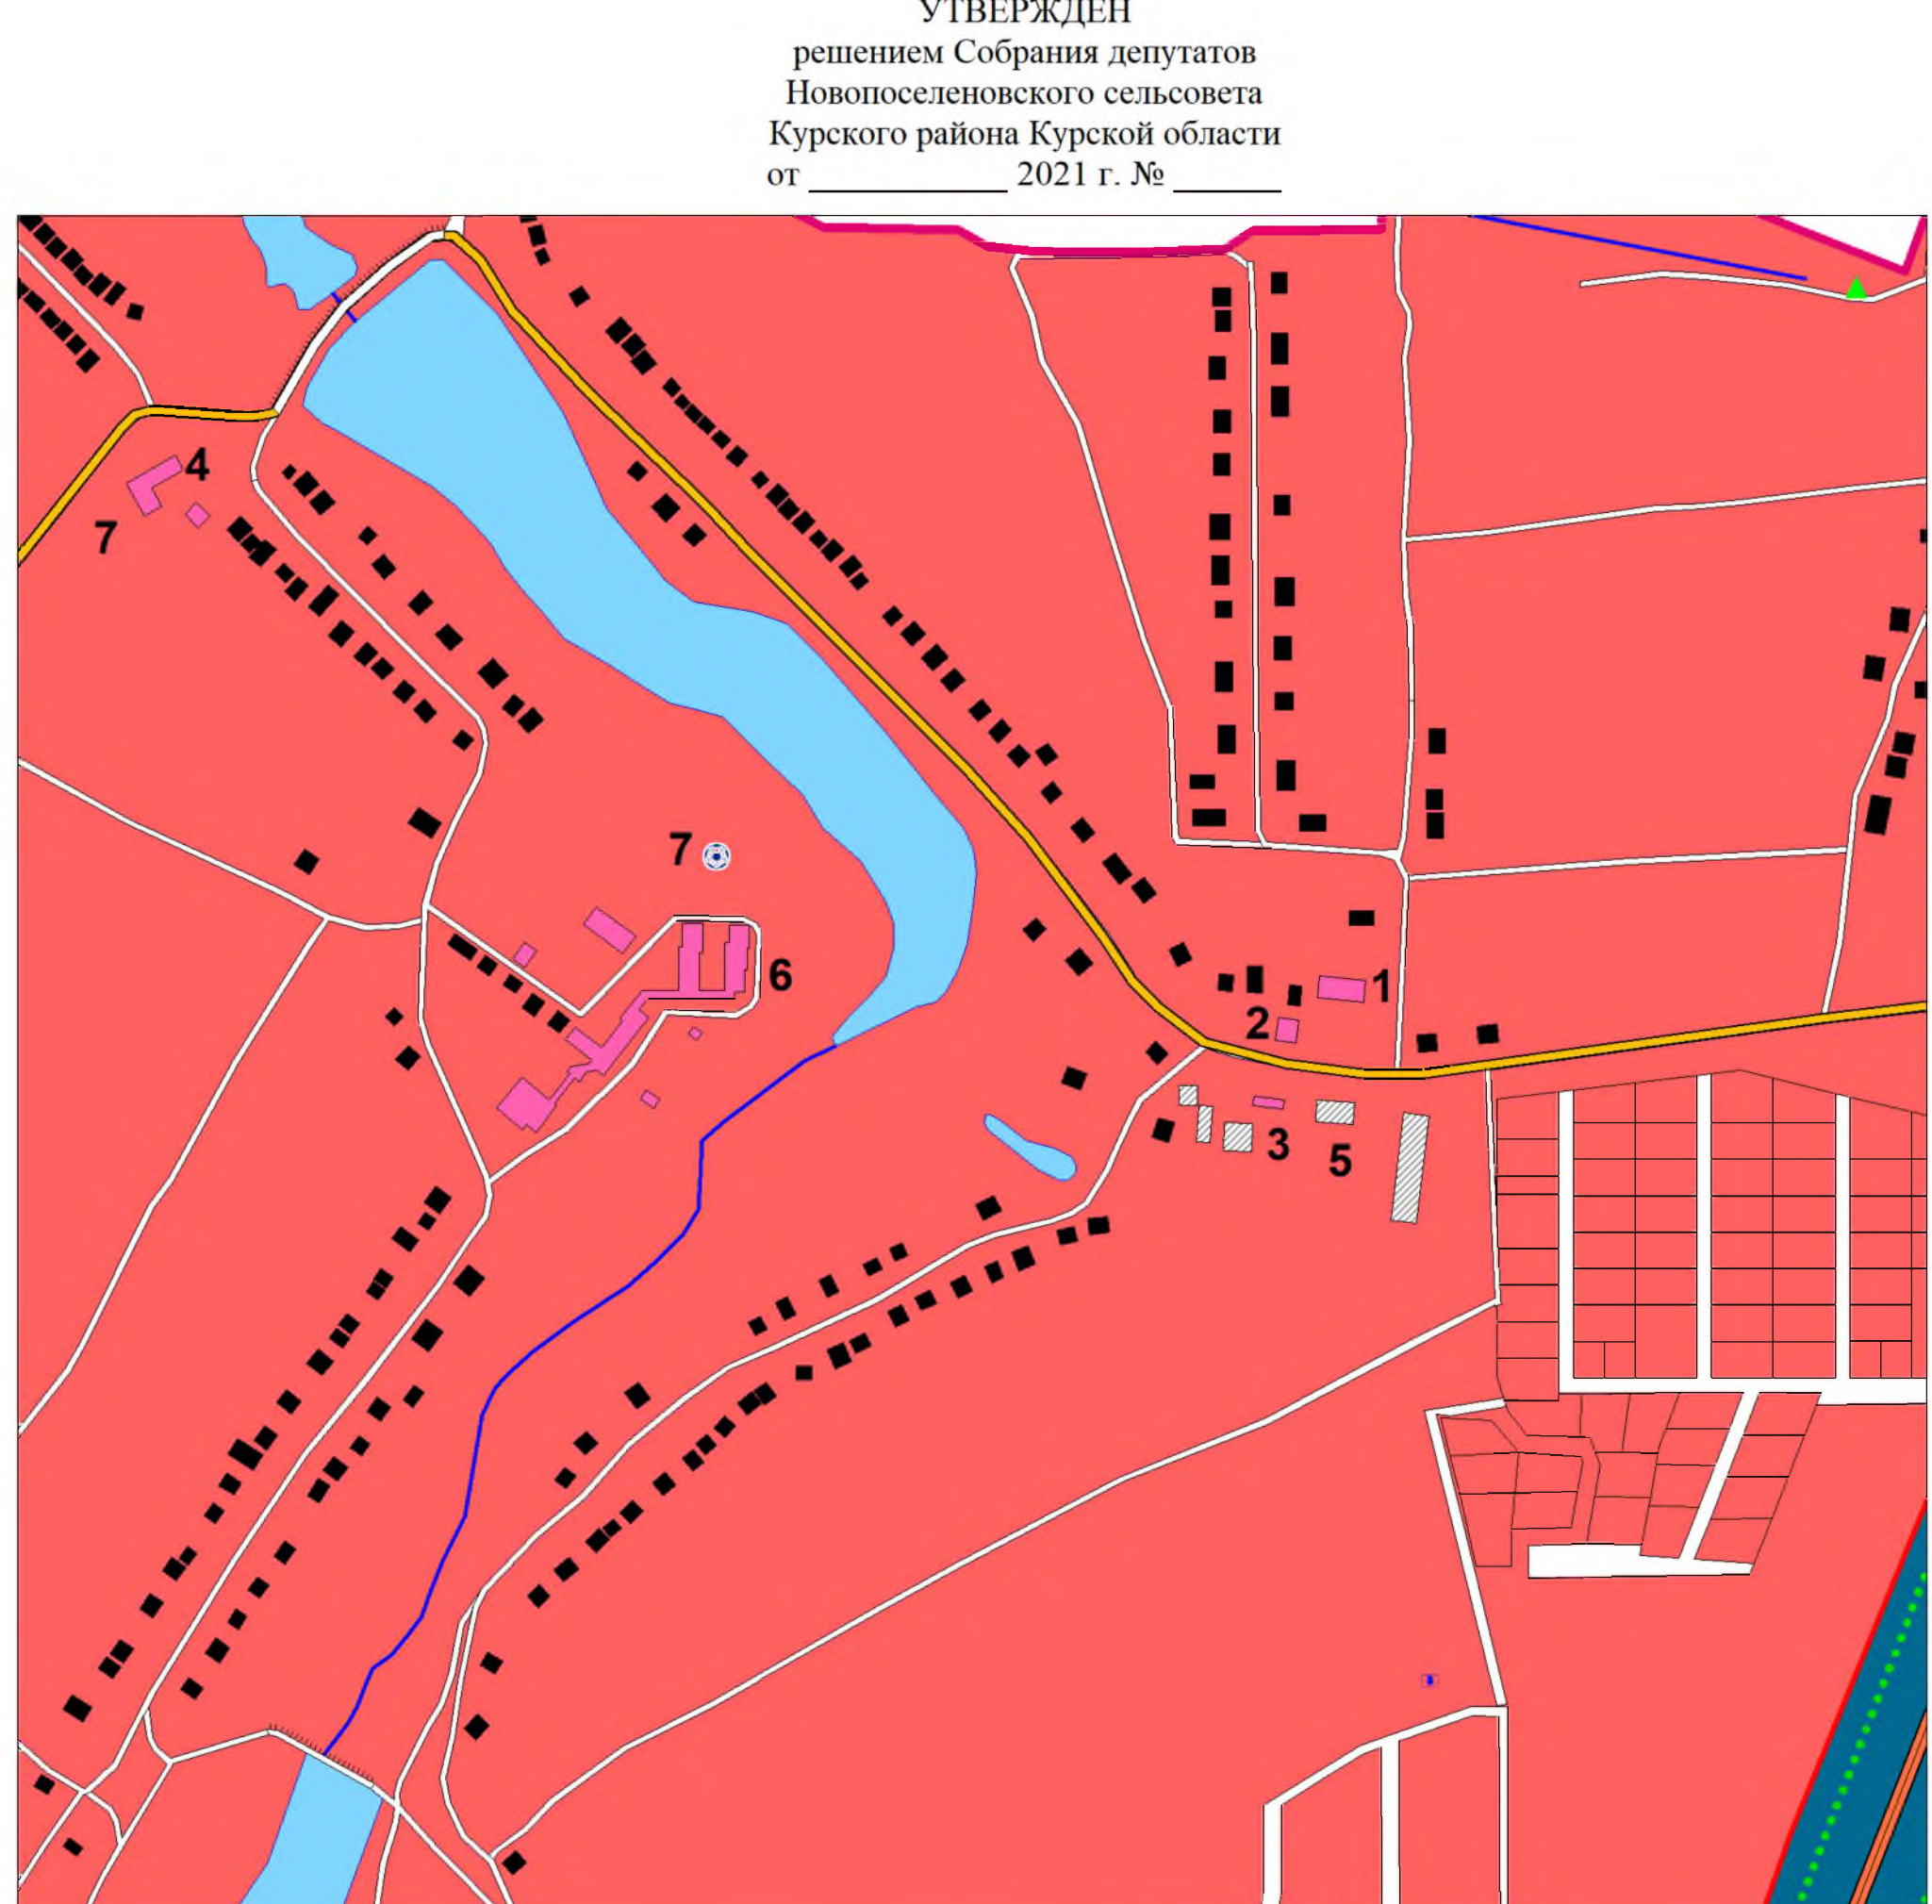 УТВЕРЖДЕН
решением Собрания депутатов
Новопоселеновского сельсовета
Курского района Курской области
от ____________ 2021 г. № ______
4
7
7
6
1
2
3
5